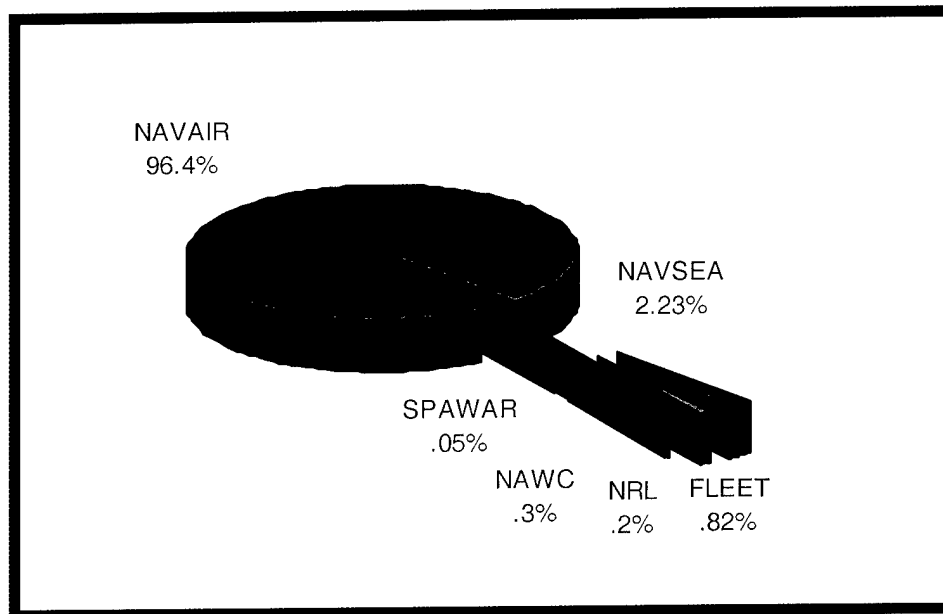 NAVAIR
96.4%
NAVSEA
2.23%
SPAWAR
.05%
NAWC
.3%
NRL
.2%
FLEET
.82%